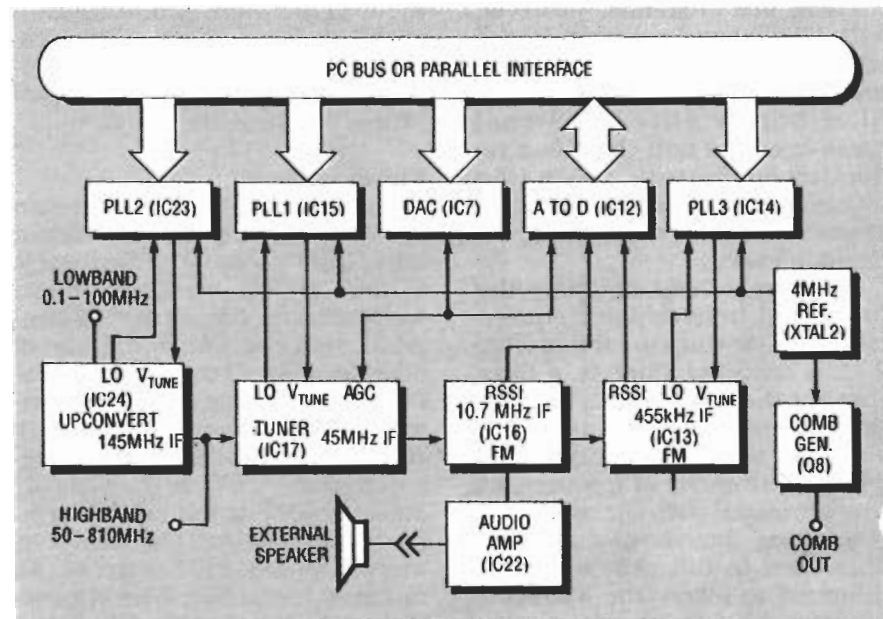 PC BUS OR PARALLEL INTERFACE
PLL2 (IC23)
PLL1 (IC15)
DAC (IC7)
A TO D (IC12)
PLL3 (IC14)
LOWBAND
0.1–100MHz
4MHz
REF.
(XTAL2)
LO VTUNE
(IC24)
UPCONVERT
145MHz IF
LO VTUNE AGC
TUNER
(IC17)
45MHz IF
RSSI
10.7 MHz IF
(IC16)
FM
RSSI LO VTUNE
455kHz IF
(IC13)
FM
COMB
GEN.
(Q8)
HIGHBAND
50–810MHz
EXTERNAL
SPEAKER
AUDIO
AMP
(IC22)
COMB
OUT